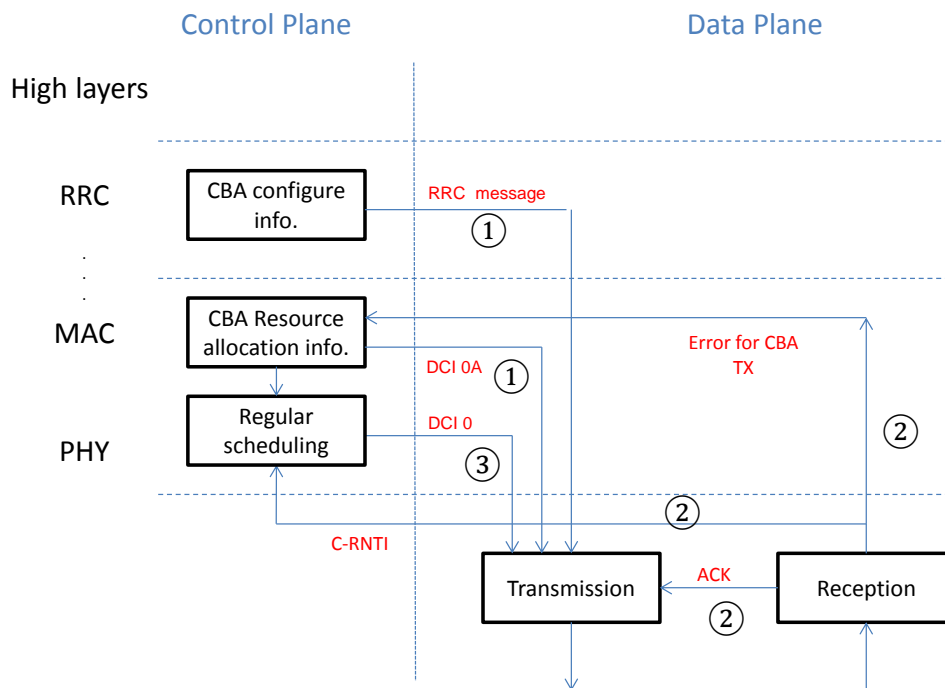 Control Plane
Data Plane
High layers
RRC
CBA configure
info.
RRC message
①
.
.
.
MAC
CBA Resource
allocation info.
Error for CBA
TX
DCI 0A
①
Regular
scheduling
DCI 0
②
PHY
③
②
C-RNTI
Transmission
ACK
Reception
②